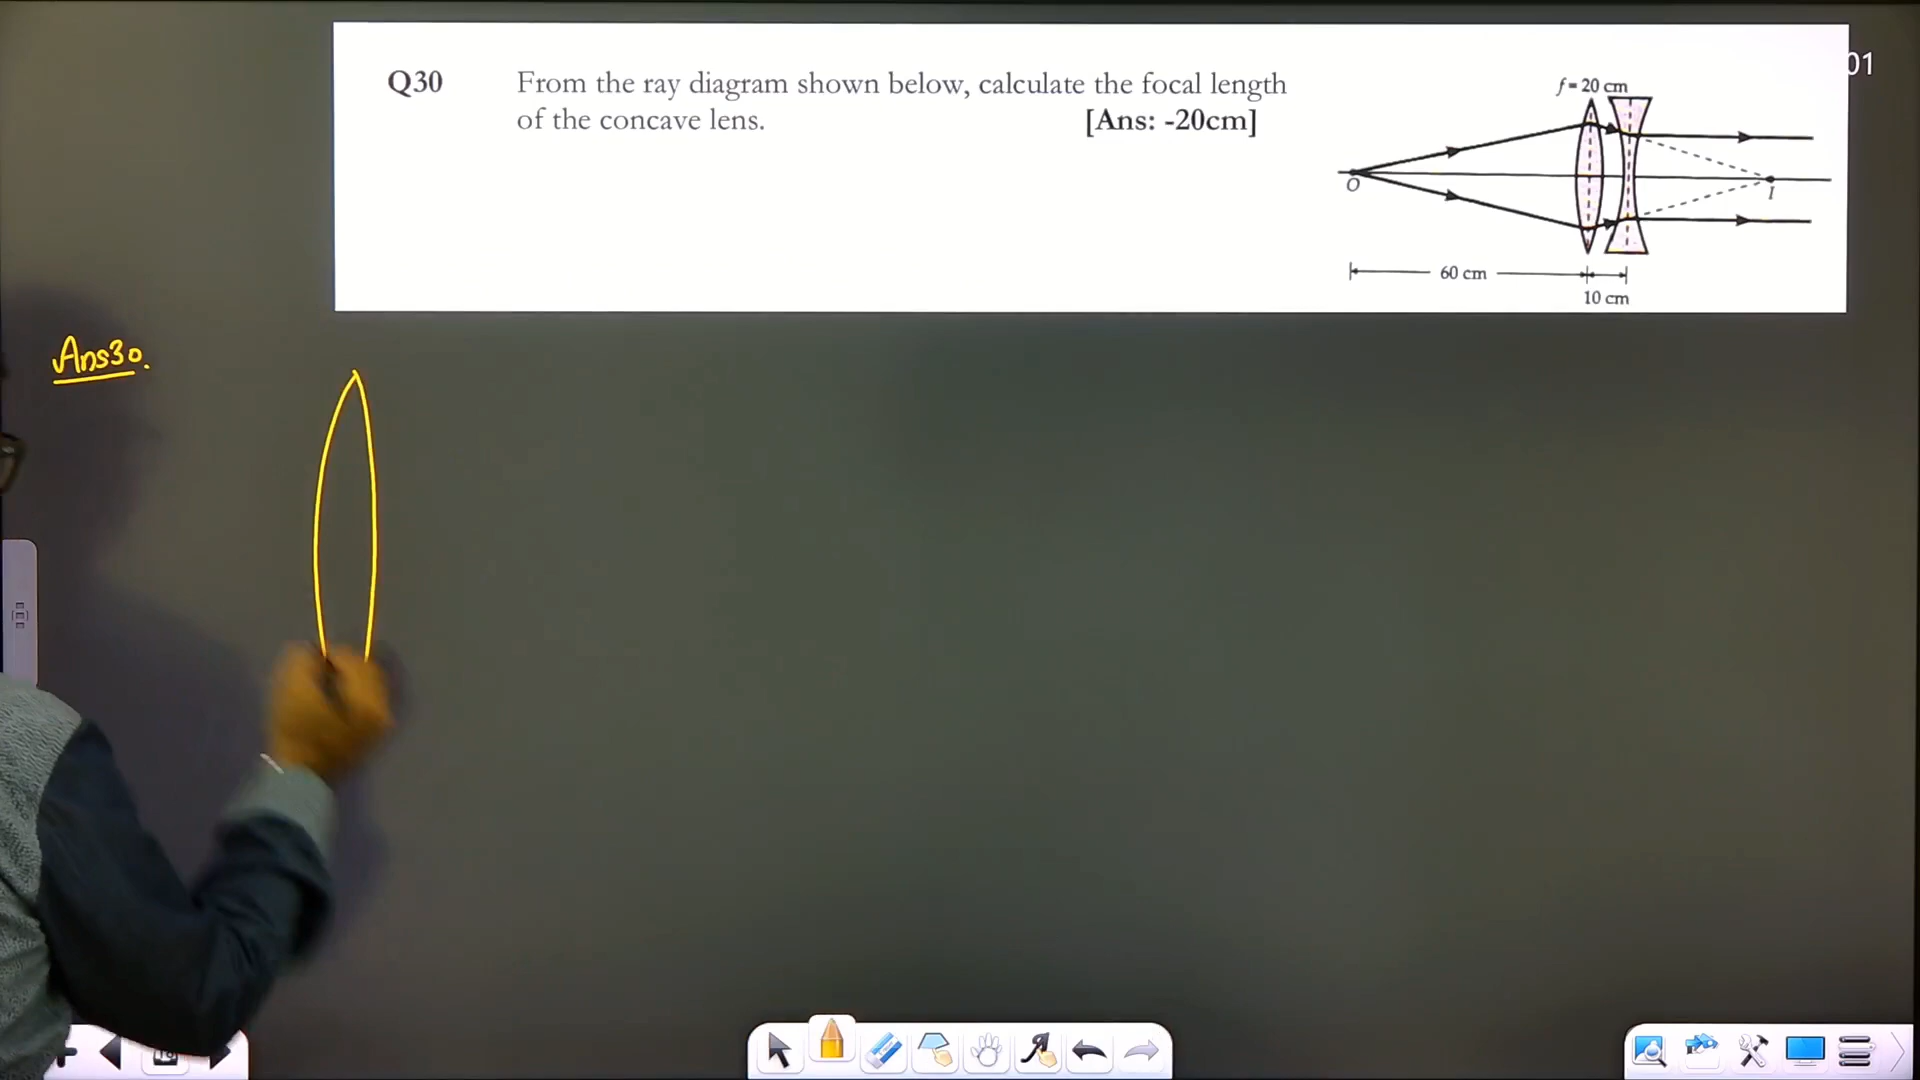 01
Q30 From the ray diagram shown below, calculate the focal length
of the concave lens. [Ans: -20cm]
f = 20 cm
O
I
60 cm
10 cm
Ans30.